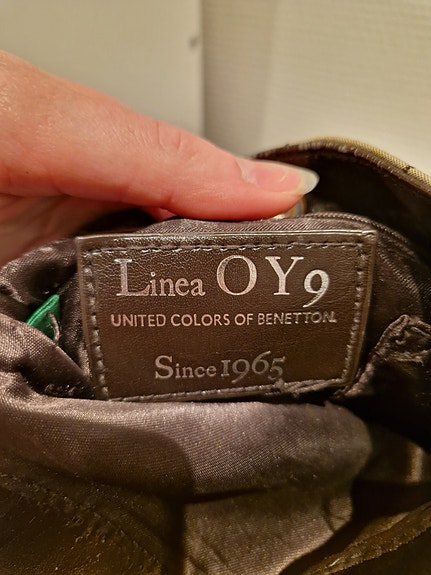 Linea OY9
UNITED COLORS OF BENETTON.
Since 1965